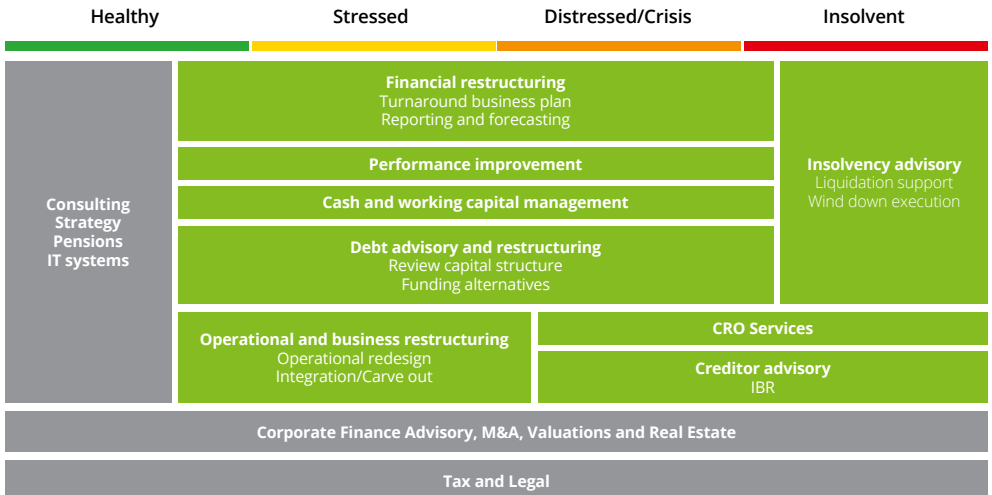 Healthy
Stressed
Distressed/Crisis
Insolvent
Consulting
Strategy
Pensions
IT systems
Financial restructuring
Turnaround business plan
Reporting and forecasting
Performance improvement
Cash and working capital management
Debt advisory and restructuring
Review capital structure
Funding alternatives
Insolvency advisory
Liquidation support
Wind down execution
Operational and business restructuring
Operational redesign
Integration/Carve out
CRO Services
Creditor advisory
IBR
Corporate Finance Advisory, M&A, Valuations and Real Estate
Tax and Legal